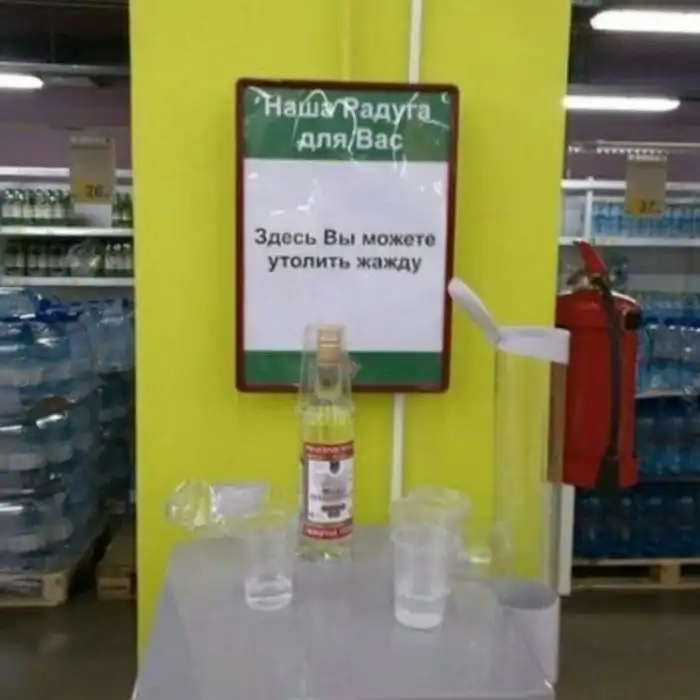 Наша Радуга
для Вас
Здесь Вы можете
утолить жажду